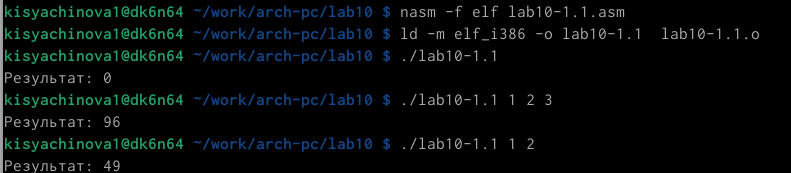 kisyachinova1@dk6n64 ~/work/arch-pc/lab10 $ nasm -f elf lab10-1.1.asm
kisyachinova1@dk6n64 ~/work/arch-pc/lab10 $ ld -m elf_i386 -o lab10-1.1  lab10-1.1.o
kisyachinova1@dk6n64 ~/work/arch-pc/lab10 $ ./lab10-1.1
Результат: 0
kisyachinova1@dk6n64 ~/work/arch-pc/lab10 $ ./lab10-1.1 1 2 3
Результат: 96
kisyachinova1@dk6n64 ~/work/arch-pc/lab10 $ ./lab10-1.1 1 2
Результат: 49